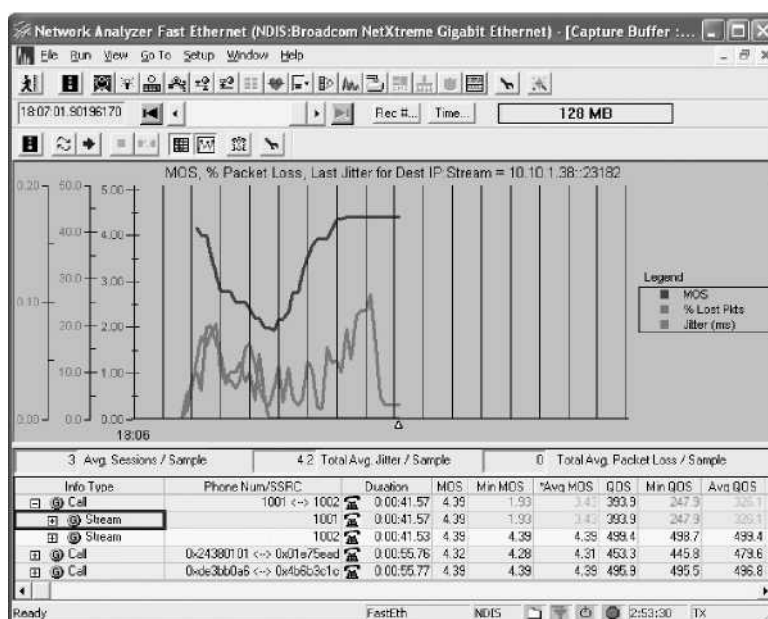 Network Analyzer Fast Ethernet (NDIS:Broadcom NetXtreme Gigabit Ethernet) - [Capture Buffer :...
File Run View Go To Setup Window Help
18:07:01.90196170 Rec #... Time... 128 MB
MOS, % Packet Loss, Last Jitter for Dest IP:Stream = 10.10.1.38::23182
0.20 50.0 5.00
40.0 4.00
3.00
0.10
20.0 2.00
10.0 1.00
0.00 0.0 0.00
18:06
Legend
MOS
% Lost Pkts
Jitter (ms)
3 Avg. Sessions / Sample 4.2 Total Avg. Jitter / Sample 0 Total Avg. Packet Loss / Sample
Info Type Phone Num/SSRC Duration MOS Min MOS *Avg MOS QOS Min QOS Avg QOS
Call 1001 <--> 1002 0:00:41.57 4.39 1.93 3.43 393.9 247.9 326.1
Stream 1001 0:00:41.57 4.39 1.93 3.43 393.9 247.9 326.1
Stream 1002 0:00:41.53 4.39 4.39 4.39 499.4 498.7 499.4
Call 0x24380101 <--> 0x01e75eed 0:00:55.76 4.32 4.28 4.31 453.3 445.8 479.6
Call 0xde3bb0a6 <--> 0x4b6b3c1c 0:00:55.77 4.39 4.39 4.39 495.9 495.5 496.8
Ready FastEth NDIS 2:53:30 TX